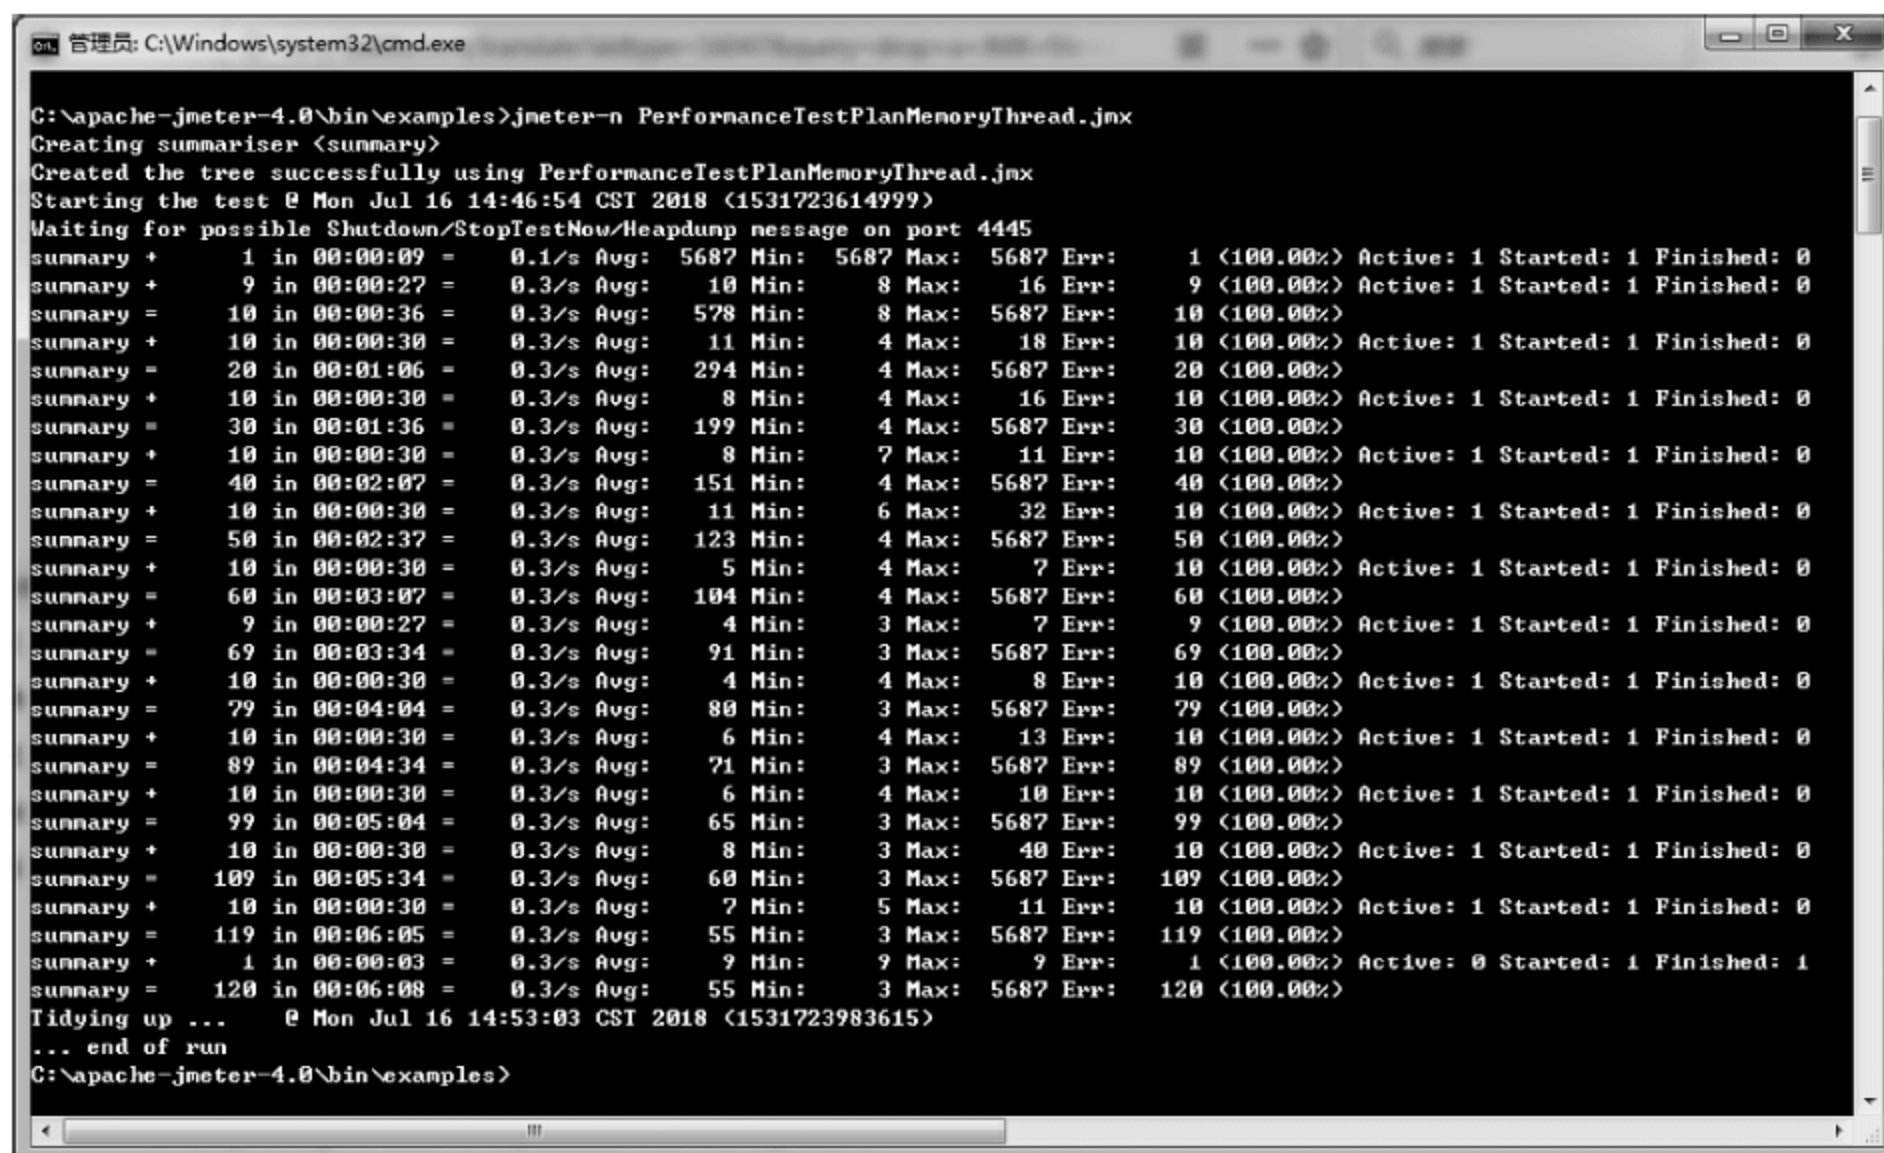 管理员: C:\Windows\system32\cmd.exe
C:\apache-jmeter-4.0\bin\examples>jmeter-n PerformanceTestPlanMemoryThread.jmx
Creating summariser <summary>
Created the tree successfully using PerformanceTestPlanMemoryThread.jmx
Starting the test @ Mon Jul 16 14:46:54 CST 2018 (1531723614999)
Waiting for possible Shutdown/StopTestNow/Heapdump message on port 4445
summary + 1 in 00:00:09 = 0.1/s Avg: 5687 Min: 5687 Max: 5687 Err: 1 (100.00%) Active: 1 Started: 1 Finished: 0
summary + 9 in 00:00:27 = 0.3/s Avg: 10 Min: 8 Max: 16 Err: 9 (100.00%) Active: 1 Started: 1 Finished: 0
summary = 10 in 00:00:36 = 0.3/s Avg: 578 Min: 8 Max: 5687 Err: 10 (100.00%)
summary + 10 in 00:00:30 = 0.3/s Avg: 11 Min: 4 Max: 18 Err: 10 (100.00%) Active: 1 Started: 1 Finished: 0
summary = 20 in 00:01:06 = 0.3/s Avg: 294 Min: 4 Max: 5687 Err: 20 (100.00%)
summary + 10 in 00:00:30 = 0.3/s Avg: 8 Min: 4 Max: 16 Err: 10 (100.00%) Active: 1 Started: 1 Finished: 0
summary = 30 in 00:01:36 = 0.3/s Avg: 199 Min: 4 Max: 5687 Err: 30 (100.00%)
summary + 10 in 00:00:30 = 0.3/s Avg: 8 Min: 7 Max: 11 Err: 10 (100.00%) Active: 1 Started: 1 Finished: 0
summary = 40 in 00:02:07 = 0.3/s Avg: 151 Min: 4 Max: 5687 Err: 40 (100.00%)
summary + 10 in 00:00:30 = 0.3/s Avg: 11 Min: 6 Max: 32 Err: 10 (100.00%) Active: 1 Started: 1 Finished: 0
summary = 50 in 00:02:37 = 0.3/s Avg: 123 Min: 4 Max: 5687 Err: 50 (100.00%)
summary + 10 in 00:00:30 = 0.3/s Avg: 5 Min: 4 Max: 7 Err: 10 (100.00%) Active: 1 Started: 1 Finished: 0
summary = 60 in 00:03:07 = 0.3/s Avg: 104 Min: 4 Max: 5687 Err: 60 (100.00%)
summary + 9 in 00:00:27 = 0.3/s Avg: 4 Min: 3 Max: 7 Err: 9 (100.00%) Active: 1 Started: 1 Finished: 0
summary = 69 in 00:03:34 = 0.3/s Avg: 91 Min: 3 Max: 5687 Err: 69 (100.00%)
summary + 10 in 00:00:30 = 0.3/s Avg: 4 Min: 4 Max: 8 Err: 10 (100.00%) Active: 1 Started: 1 Finished: 0
summary = 79 in 00:04:04 = 0.3/s Avg: 80 Min: 3 Max: 5687 Err: 79 (100.00%)
summary + 10 in 00:00:30 = 0.3/s Avg: 6 Min: 4 Max: 13 Err: 10 (100.00%) Active: 1 Started: 1 Finished: 0
summary = 89 in 00:04:34 = 0.3/s Avg: 71 Min: 3 Max: 5687 Err: 89 (100.00%)
summary + 10 in 00:00:30 = 0.3/s Avg: 6 Min: 4 Max: 10 Err: 10 (100.00%) Active: 1 Started: 1 Finished: 0
summary = 99 in 00:05:04 = 0.3/s Avg: 65 Min: 3 Max: 5687 Err: 99 (100.00%)
summary + 10 in 00:00:30 = 0.3/s Avg: 8 Min: 3 Max: 40 Err: 10 (100.00%) Active: 1 Started: 1 Finished: 0
summary = 109 in 00:05:34 = 0.3/s Avg: 60 Min: 3 Max: 5687 Err: 109 (100.00%)
summary + 10 in 00:00:30 = 0.3/s Avg: 7 Min: 5 Max: 11 Err: 10 (100.00%) Active: 1 Started: 1 Finished: 0
summary = 119 in 00:06:05 = 0.3/s Avg: 55 Min: 3 Max: 5687 Err: 119 (100.00%)
summary + 1 in 00:00:03 = 0.3/s Avg: 9 Min: 9 Max: 9 Err: 1 (100.00%) Active: 0 Started: 1 Finished: 1
summary = 120 in 00:06:08 = 0.3/s Avg: 55 Min: 3 Max: 5687 Err: 120 (100.00%)
Tidying up ... @ Mon Jul 16 14:53:03 CST 2018 (1531723983615)
... end of run
C:\apache-jmeter-4.0\bin\examples>